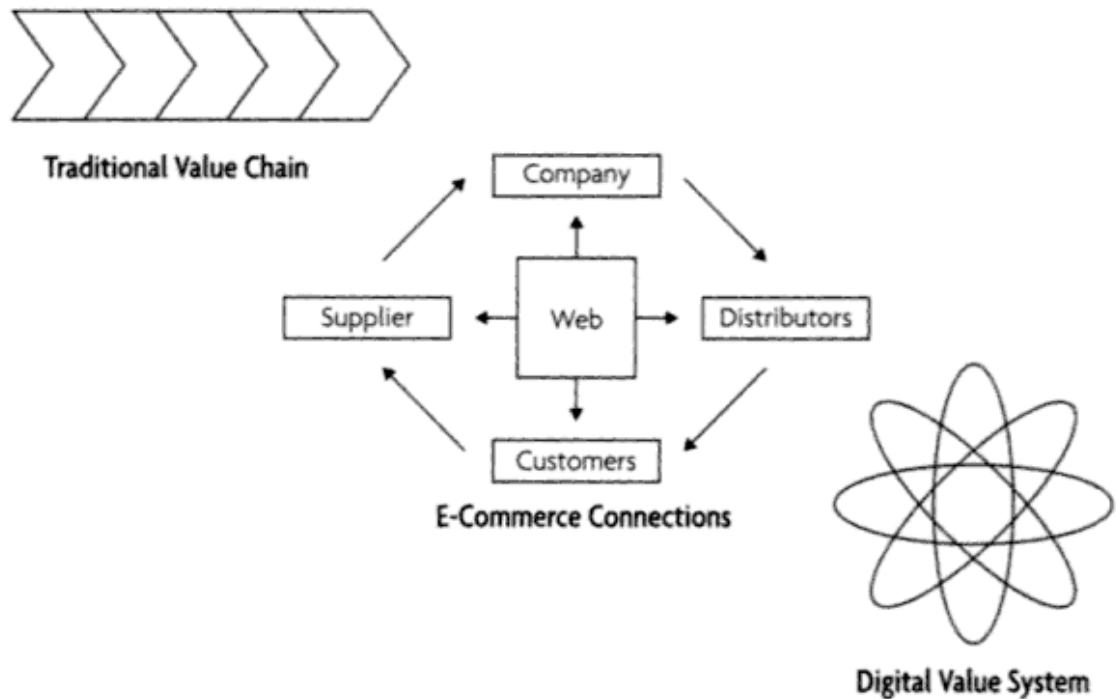 Traditional Value Chain
Company
Supplier
Web
Distributors
Customers
E-Commerce Connections
Digital Value System